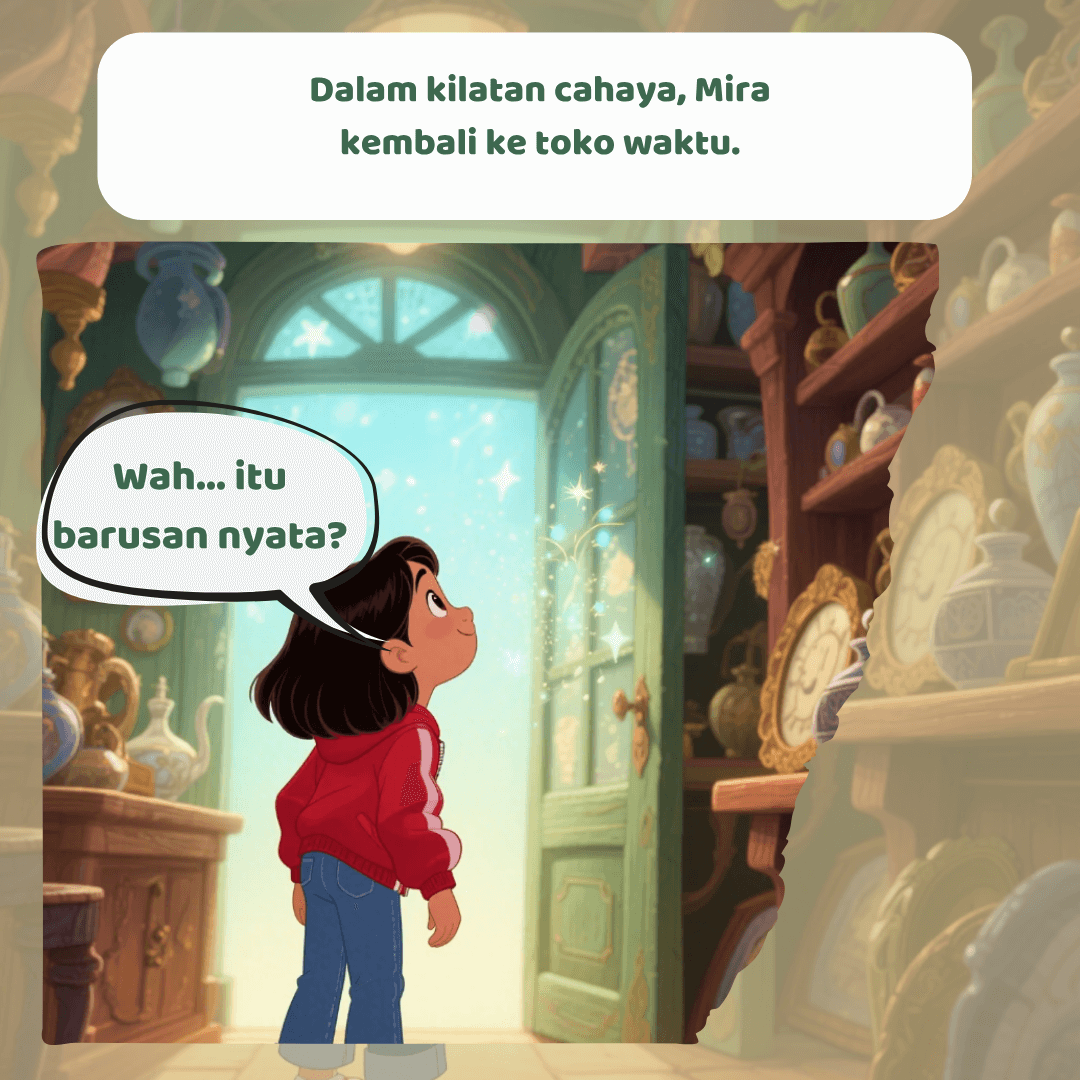 Dalam kilatan cahaya, Mira
kembali ke toko waktu.
Wah... itu
barusan nyata?